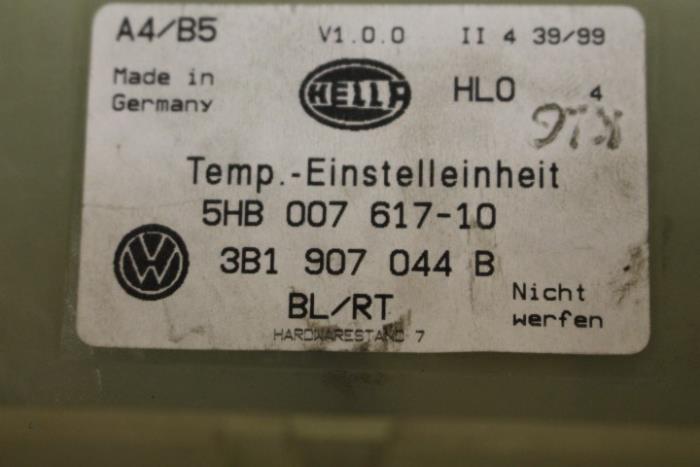 A4/B5 V1.0.0 II 4 39/99
Made in
Germany
HELLA
HLO 4
Temp.-Einstelleinheit
5HB 007 617-10
VW 3B1 907 044 B
BL/RT
Nicht
werfen
HARDWARESTAND 7